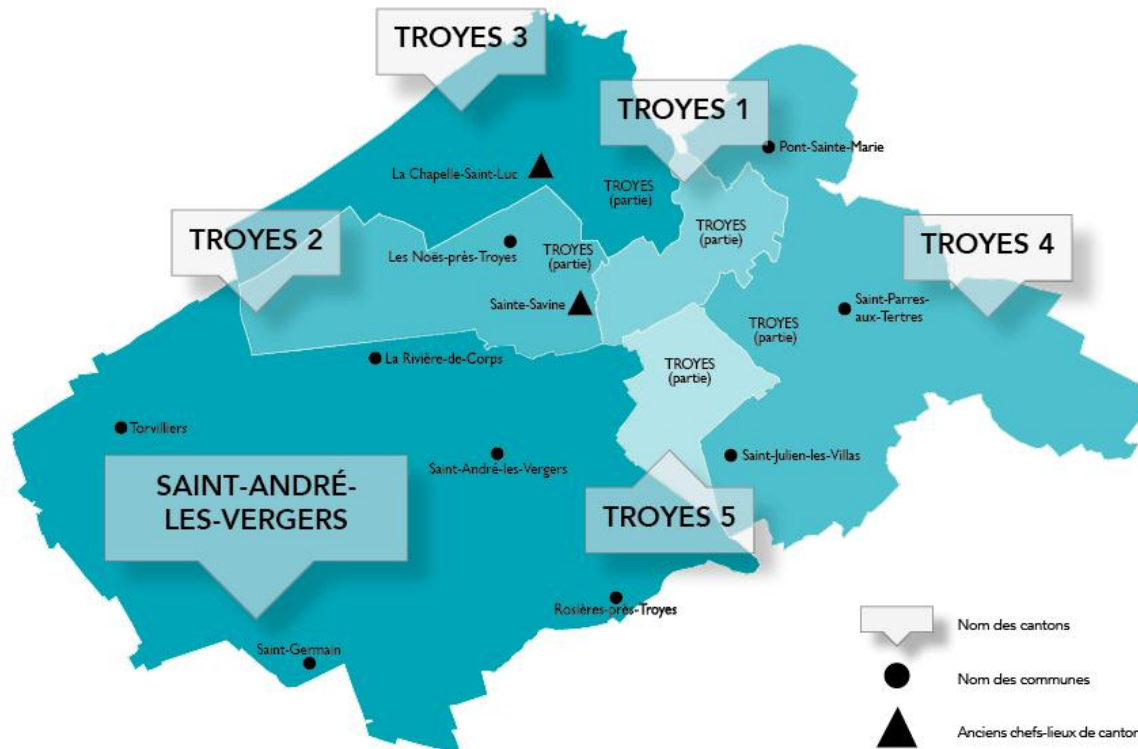 TROYES 3
TROYES 1
Pont-Sainte-Marie
La Chapelle-Saint-Luc
TROYES
(partie)
TROYES 2
TROYES
(partie)
TROYES 4
Les Noës-près-Troyes
TROYES
(partie)
Sainte-Savine
Saint-Parres-
aux-Tertres
TROYES
(partie)
La Rivière-de-Corps
TROYES
(partie)
Torvilliers
Saint-André-les-Vergers
Saint-Julien-les-Villas
SAINT-ANDRÉ-
LES-VERGERS
TROYES 5
Rosières-près-Troyes
Saint-Germain
Nom des cantons
Nom des communes
Anciens chefs-lieux de canton